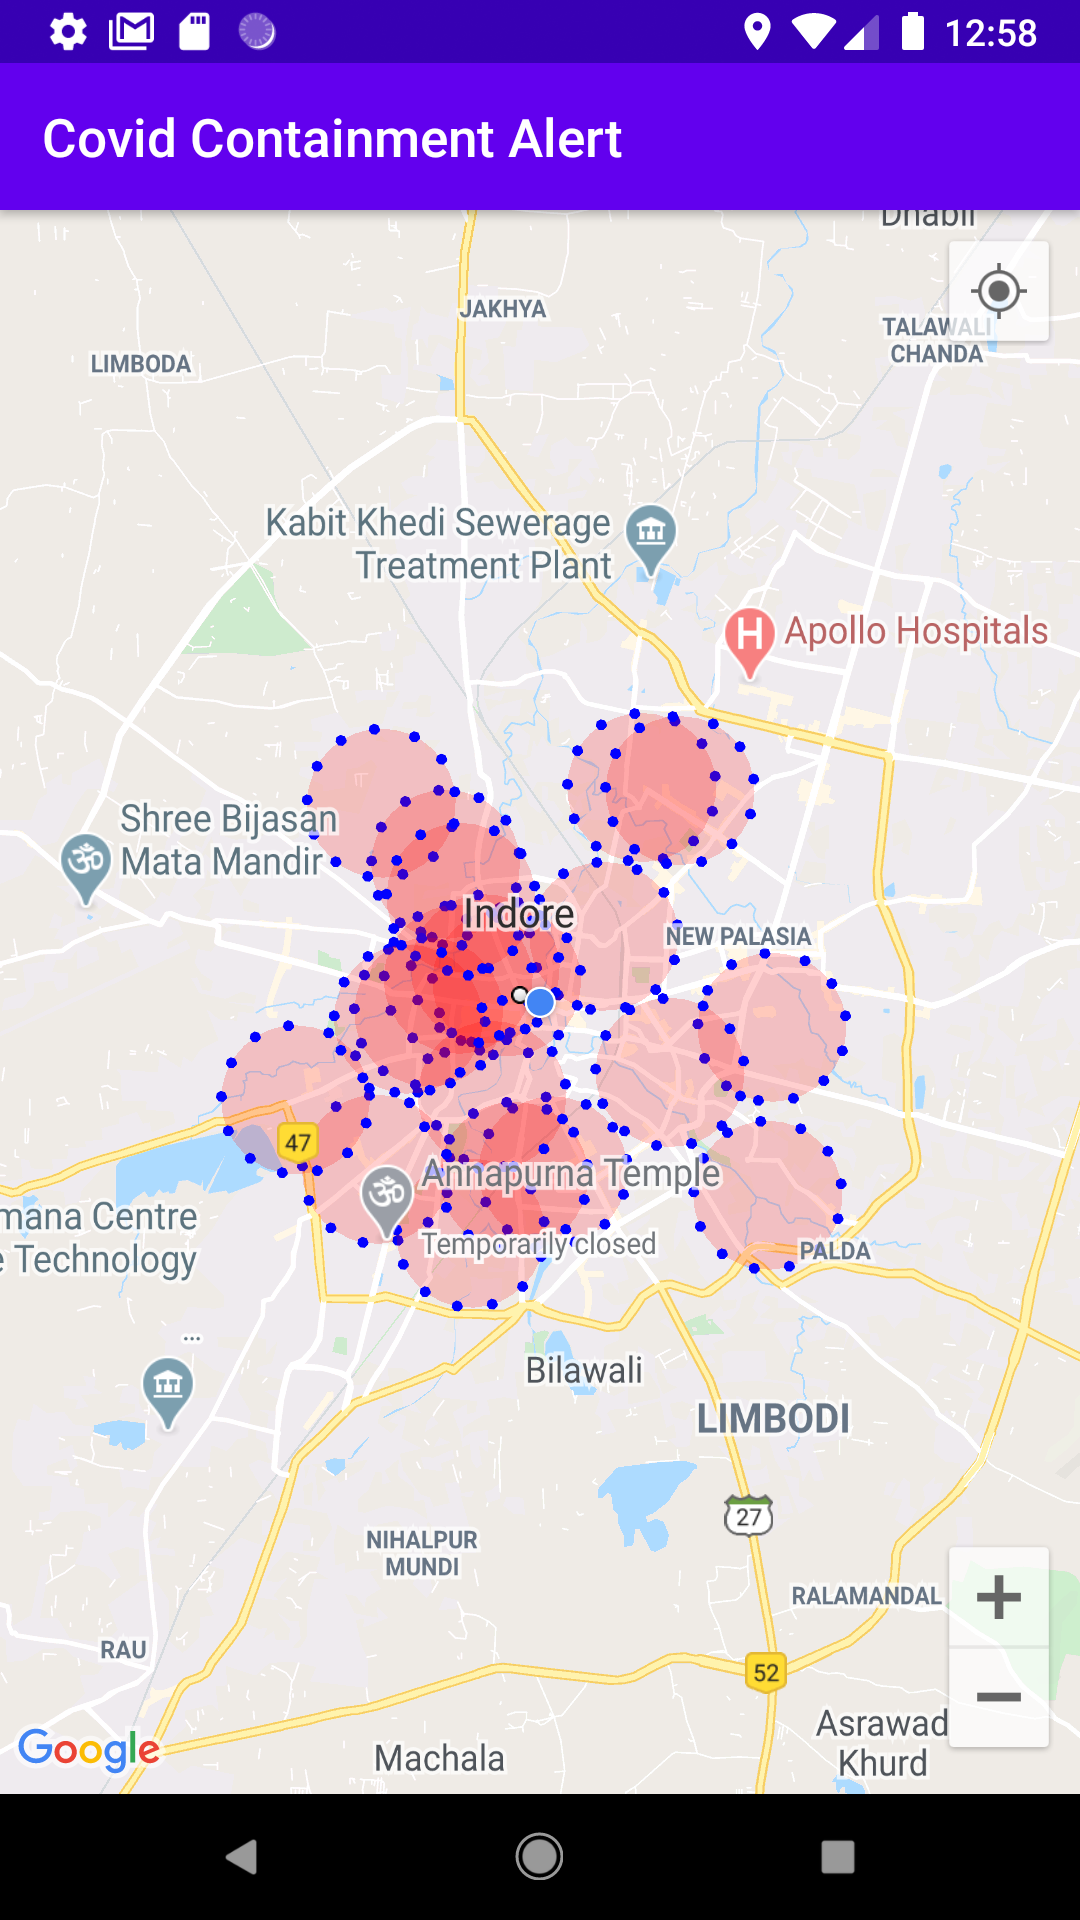 12:58
Covid Containment Alert
Dhabli
JAKHYA
TALAWALI
CHANDA
LIMBODA
Kabit Khedi Sewerage
Treatment Plant
H
Apollo Hospitals
Shree Bijasan
Mata Mandir
Indore
NEW PALASIA
47
Annapurna Temple
Temporarily closed
mana Centre
e Technology
...
PALDA
Bilawali
LIMBODI
27
NIHALPUR
MUNDI
RALAMANDAL
RAU
52
Asrawad
Khurd
Google
Machala